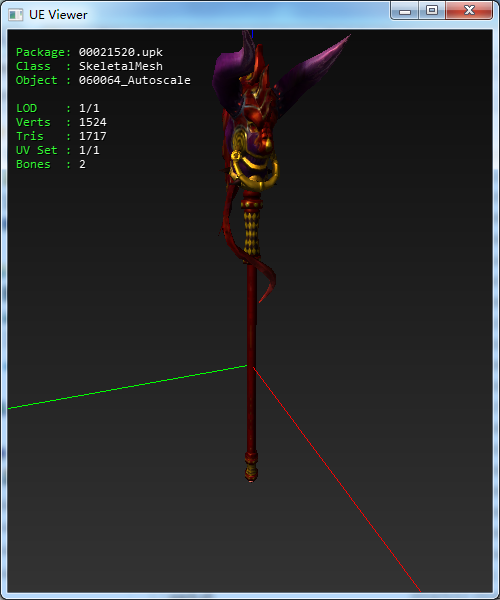 UE Viewer
Package: 00021520.upk
Class : SkeletalMesh
Object : 060064_Autoscale
LOD : 1/1
Verts : 1524
Tris : 1717
UV Set : 1/1
Bones : 2